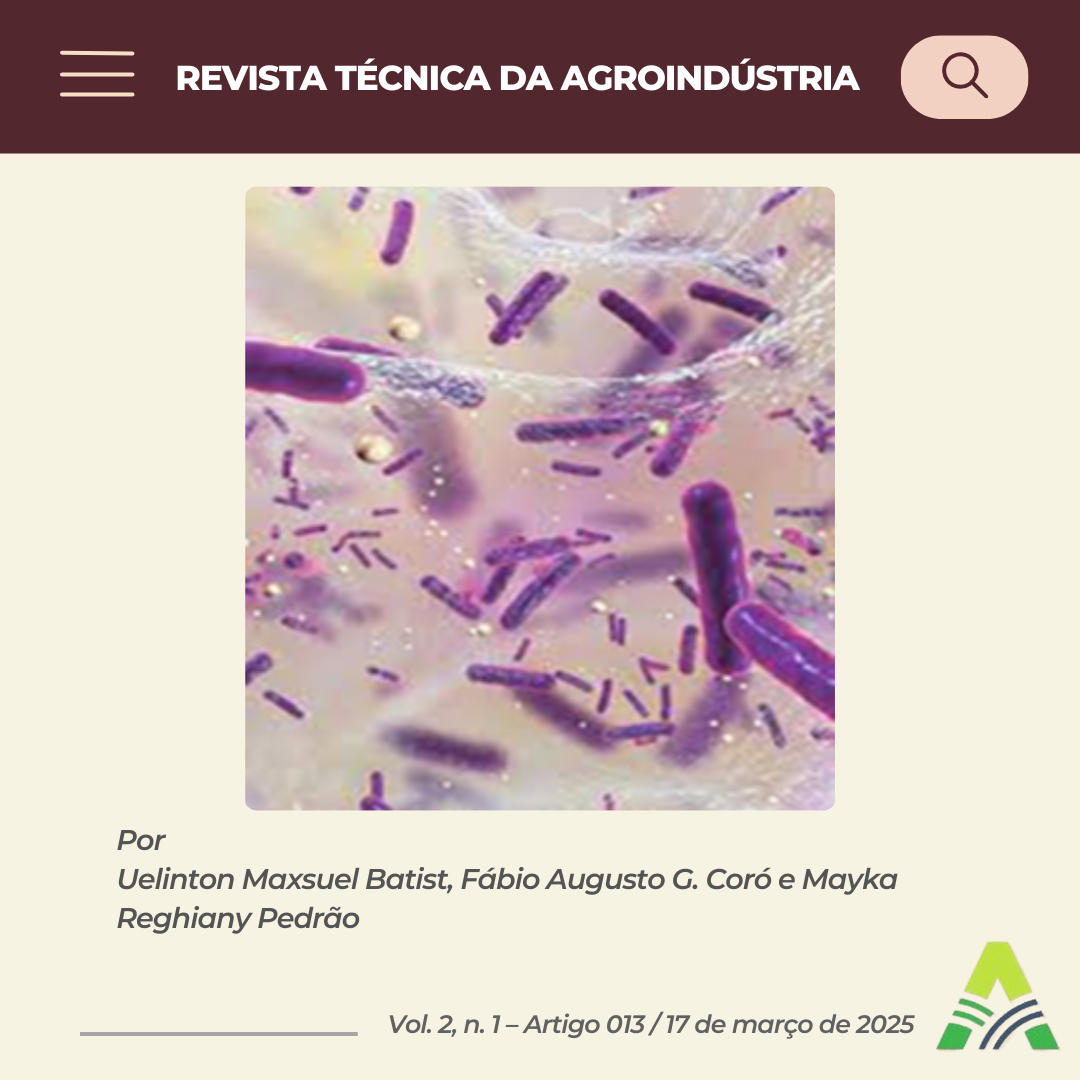 REVISTA TÉCNICA DA AGROINDÚSTRIA
Por
Uelinton Maxsuel Batist, Fábio Augusto G. Coró e Mayka
Reghiany Pedrão
Vol. 2, n. 1 – Artigo 013 / 17 de março de 2025